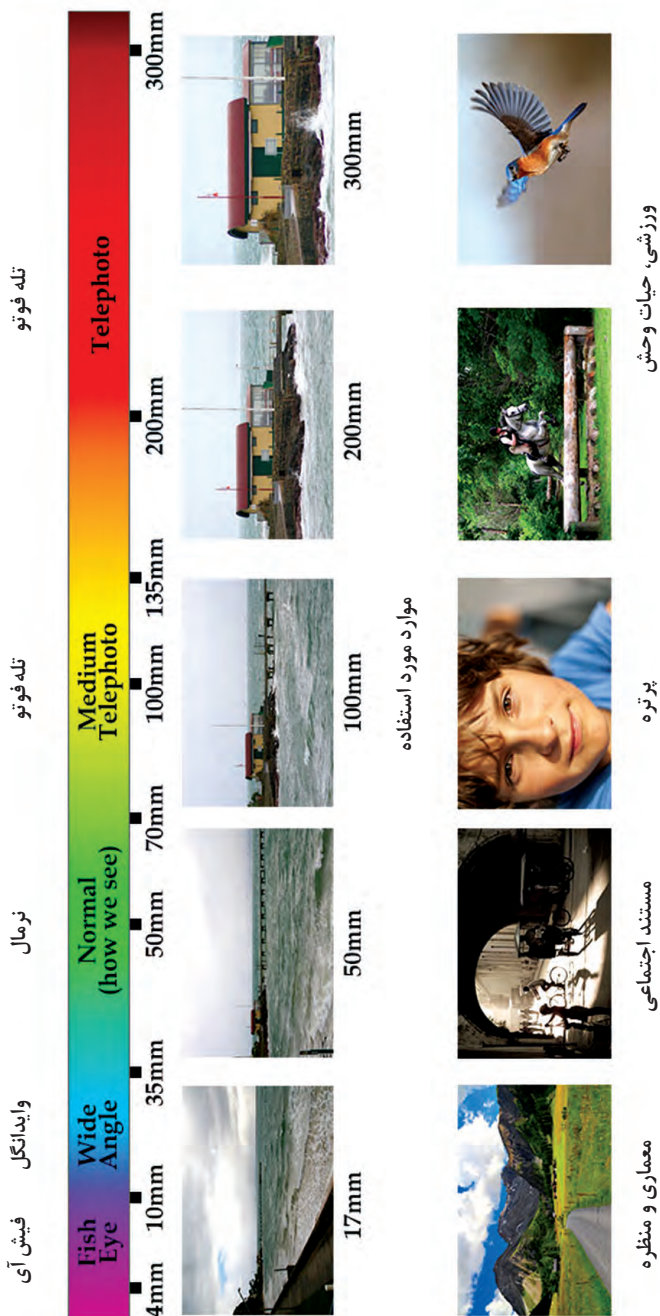 فیش آی
وایدانگل
نرمال
تله فوتو
تله فوتو
Fish
Eye
Wide
Angle
Normal
(how we see)
Medium
Telephoto
Telephoto
4mm
10mm
35mm
50mm
70mm
100mm
135mm
200mm
300mm
17mm
50mm
100mm
200mm
300mm
موارد مورد استفاده
معماری و منظره
مستند اجتماعی
پرتره
ورزشی، حیات وحش